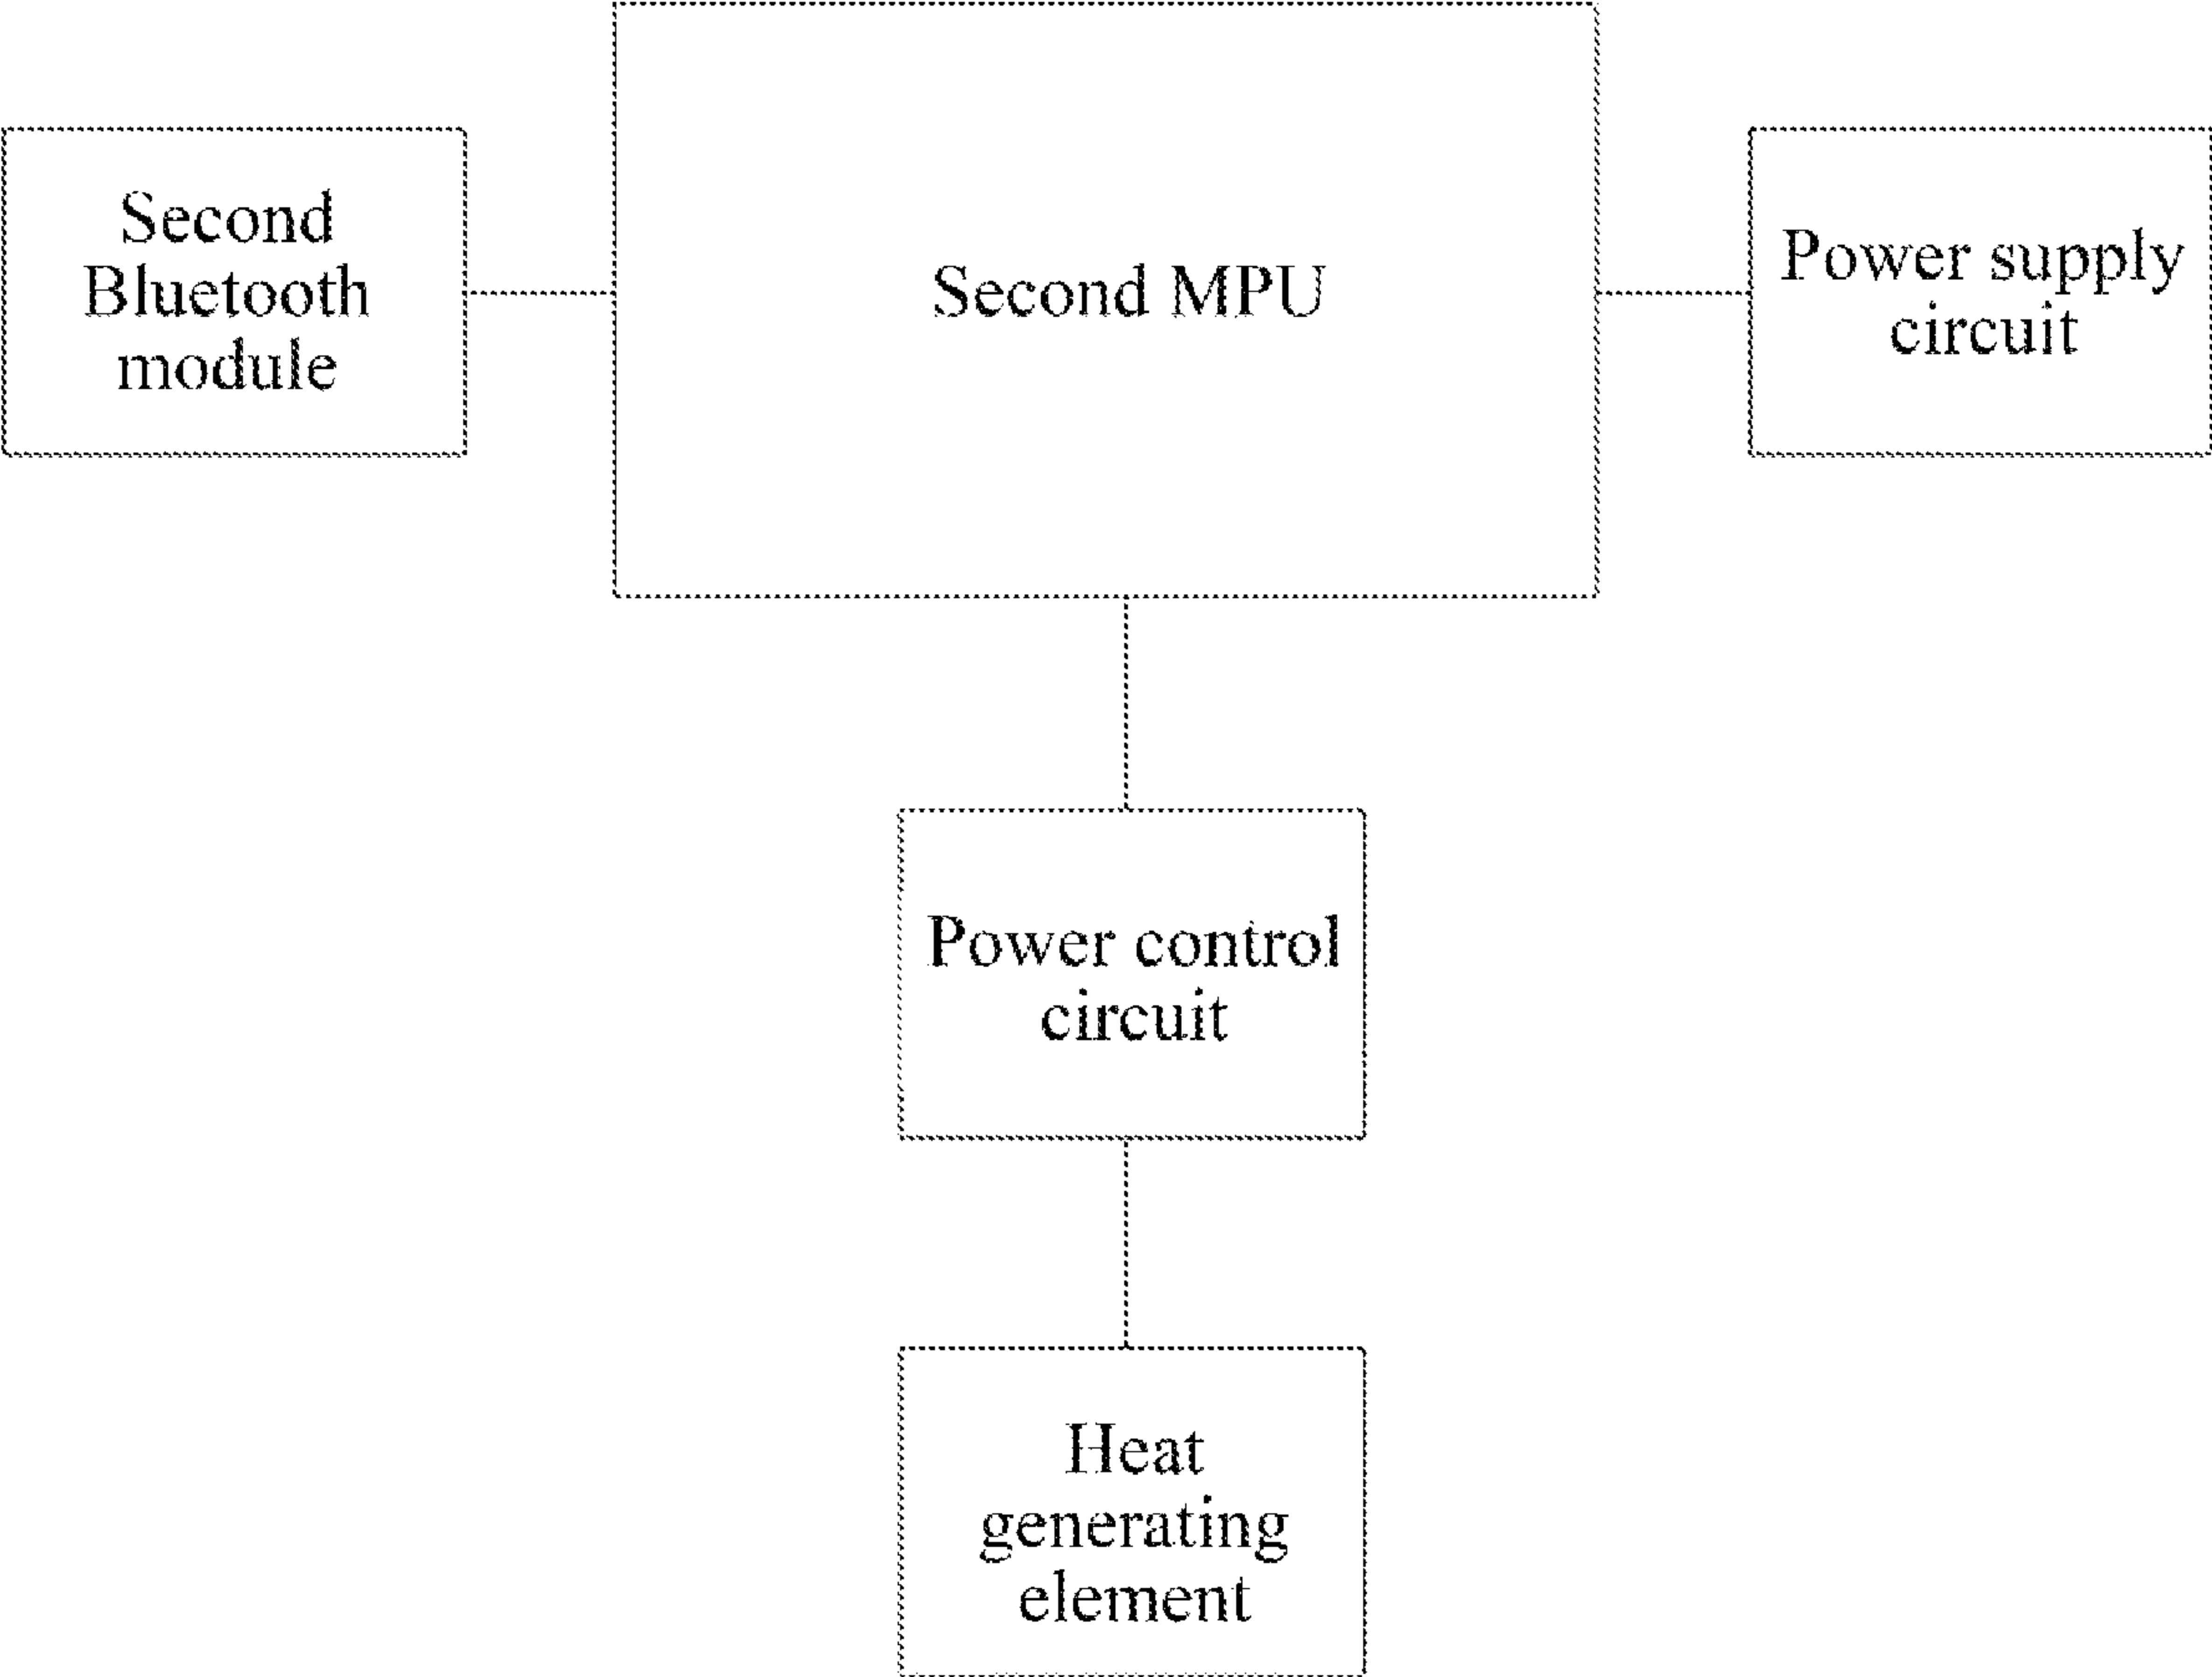 Second
Bluetooth
module
Second MPU
Power supply
circuit
Power control
circuit
Heat
generating
element